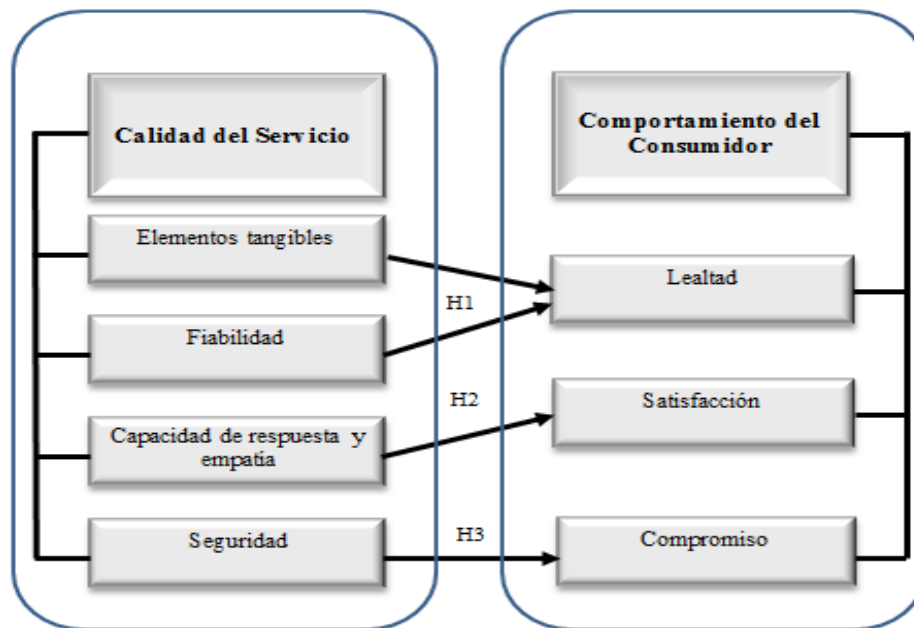 Calidad del Servicio
Elementos tangibles
Fiabilidad
Capacidad de respuesta y
empatía
Seguridad
H1
H2
H3
Comportamiento del
Consumidor
Lealtad
Satisfacción
Compromiso